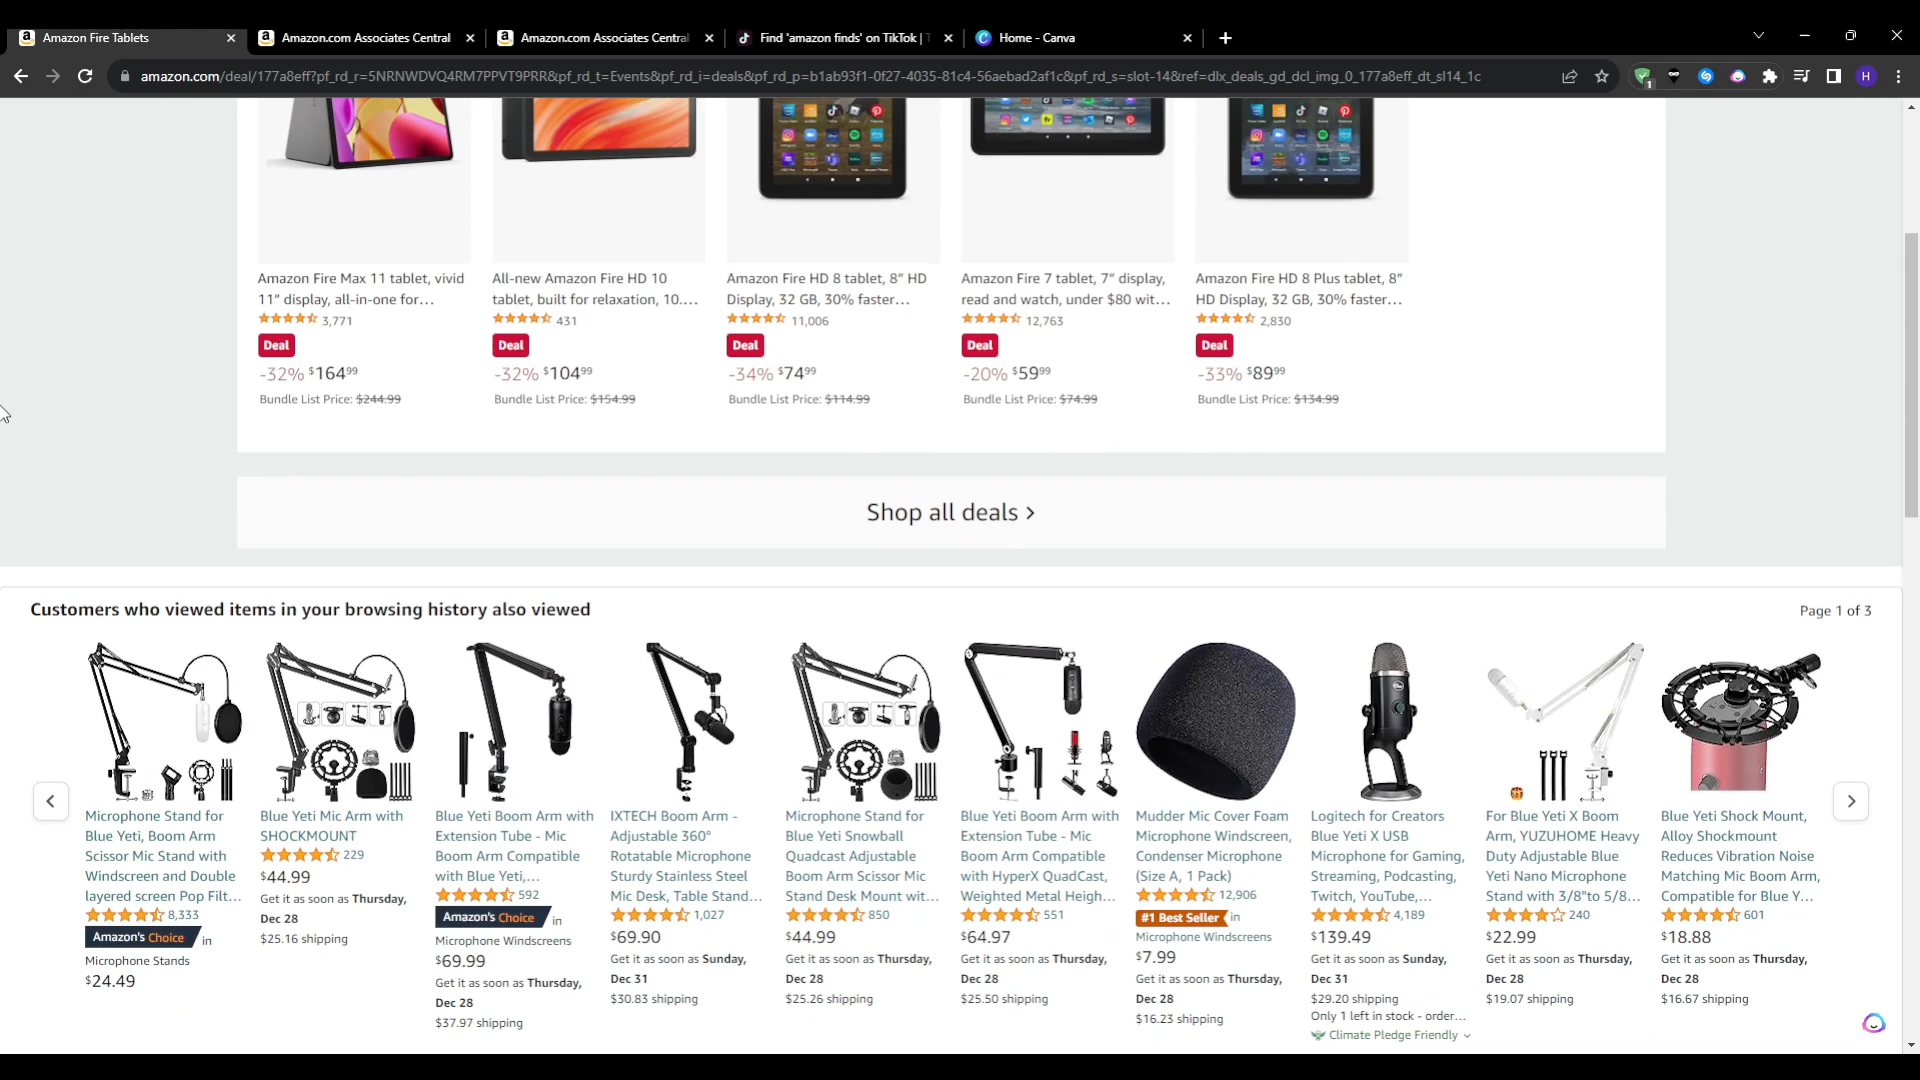 Amazon Fire Tablets
Amazon.com Associates Central
Amazon.com Associates Central
Find 'amazon finds' on TikTok | T
Home - Canva
amazon.com/deal/177a8eff?pf_rd_r=5NRNWDVQ4RM7PPVT9PRR&pf_rd_t=Events&pf_rd_i=deals&pf_rd_p=b1ab93f1-0f27-4035-81c4-56aebad2af1c&pf_rd_s=slot-14&ref=dlx_deals_gd_dcl_img_0_177a8eff_dt_sl14_1c
1
H
Amazon Fire Max 11 tablet, vivid
11" display, all-in-one for...
3,771
Deal
-32% $164.99
Bundle List Price: $244.99
All-new Amazon Fire HD 10
tablet, built for relaxation, 10....
431
Deal
-32% $104.99
Bundle List Price: $154.99
Amazon Fire HD 8 tablet, 8" HD
Display, 32 GB, 30% faster...
11,006
Deal
-34% $74.99
Bundle List Price: $114.99
Amazon Fire 7 tablet, 7" display,
read and watch, under $80 wit...
12,763
Deal
-20% $59.99
Bundle List Price: $74.99
Amazon Fire HD 8 Plus tablet, 8"
HD Display, 32 GB, 30% faster...
2,830
Deal
-33% $89.99
Bundle List Price: $134.99
Shop all deals ›
Customers who viewed items in your browsing history also viewed
Page 1 of 3
Microphone Stand for
Blue Yeti, Boom Arm
Scissor Mic Stand with
Windscreen and Double
layered screen Pop Filt...
8,333
Amazon's Choice in
Microphone Stands
$24.49
Blue Yeti Mic Arm with
SHOCKMOUNT
229
$44.99
Get it as soon as Thursday,
Dec 28
$25.16 shipping
Blue Yeti Boom Arm with
Extension Tube - Mic
Boom Arm Compatible
with Blue Yeti,...
592
Amazon's Choice in
Microphone Windscreens
$69.99
Get it as soon as Thursday,
Dec 28
$37.97 shipping
IXTECH Boom Arm -
Adjustable 360°
Rotatable Microphone
Sturdy Stainless Steel
Mic Desk, Table Stand...
1,027
$69.90
Get it as soon as Sunday,
Dec 31
$30.83 shipping
Microphone Stand for
Blue Yeti Snowball
Quadcast Adjustable
Boom Arm Scissor Mic
Stand Desk Mount wit...
850
$44.99
Get it as soon as Thursday,
Dec 28
$25.26 shipping
Blue Yeti Boom Arm with
Extension Tube - Mic
Boom Arm Compatible
with HyperX QuadCast,
Weighted Metal Heigh...
551
$64.97
Get it as soon as Thursday,
Dec 28
$25.50 shipping
Mudder Mic Cover Foam
Microphone Windscreen,
Condenser Microphone
(Size A, 1 Pack)
12,906
#1 Best Seller in
Microphone Windscreens
$7.99
Get it as soon as Thursday,
Dec 28
$16.23 shipping
Logitech for Creators
Blue Yeti X USB
Microphone for Gaming,
Streaming, Podcasting,
Twitch, YouTube,...
4,189
$139.49
Get it as soon as Sunday,
Dec 31
$29.20 shipping
Only 1 left in stock - order...
Climate Pledge Friendly
For Blue Yeti X Boom
Arm, YUZUHOME Heavy
Duty Adjustable Blue
Yeti Nano Microphone
Stand with 3/8"to 5/8...
240
$22.99
Get it as soon as Thursday,
Dec 28
$19.07 shipping
Blue Yeti Shock Mount,
Alloy Shockmount
Reduces Vibration Noise
Matching Mic Boom Arm,
Compatible for Blue Y...
601
$18.88
Get it as soon as Thursday,
Dec 28
$16.67 shipping